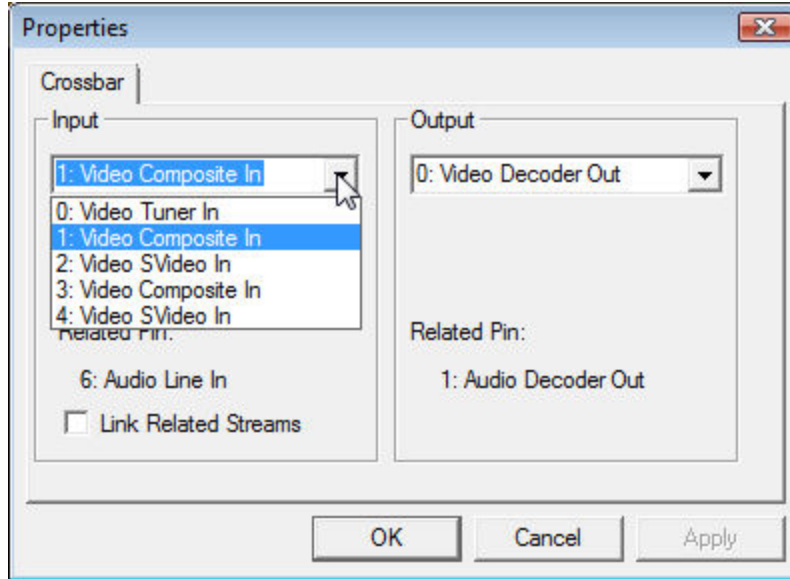 Properties
Crossbar
Input
1: Video Composite In
0: Video Tuner In
1: Video Composite In
2: Video SVideo In
3: Video Composite In
4: Video SVideo In
Related Pin:
6: Audio Line In
Link Related Streams
Output
0: Video Decoder Out
Related Pin:
1: Audio Decoder Out
OK
Cancel
Apply